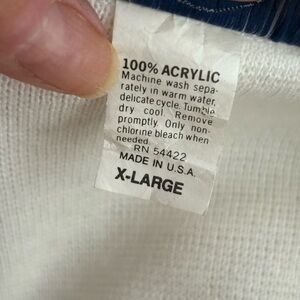 100% ACRYLIC
Machine wash sepa-
rately in warm water,
delicate cycle. Tumble
dry cool. Remove
promptly. Only non-
chlorine bleach when
needed.
RN 54422
MADE IN U.S.A.
X-LARGE